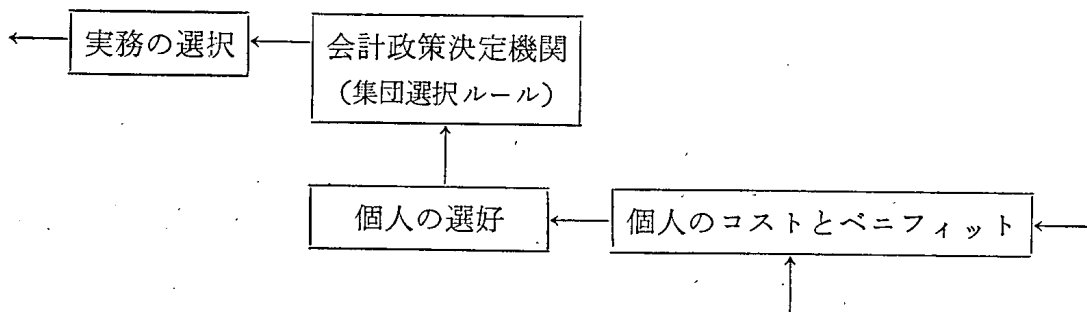 実務の選択
会計政策決定機関
（集団選択ルール）
個人の選好
個人のコストとベニフィット